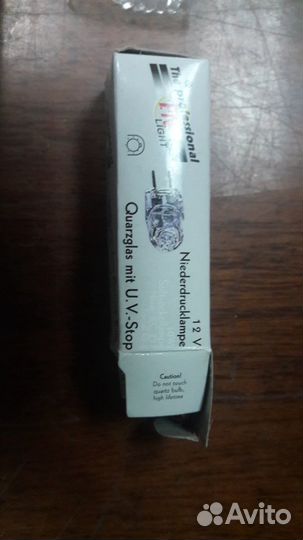 The professional
LIGHT
12 V
Niederdrucklampe
Quarzglas mit U.V.-Stop
Caution!
Do not touch
quartz bulb,
high lifetime
Avito